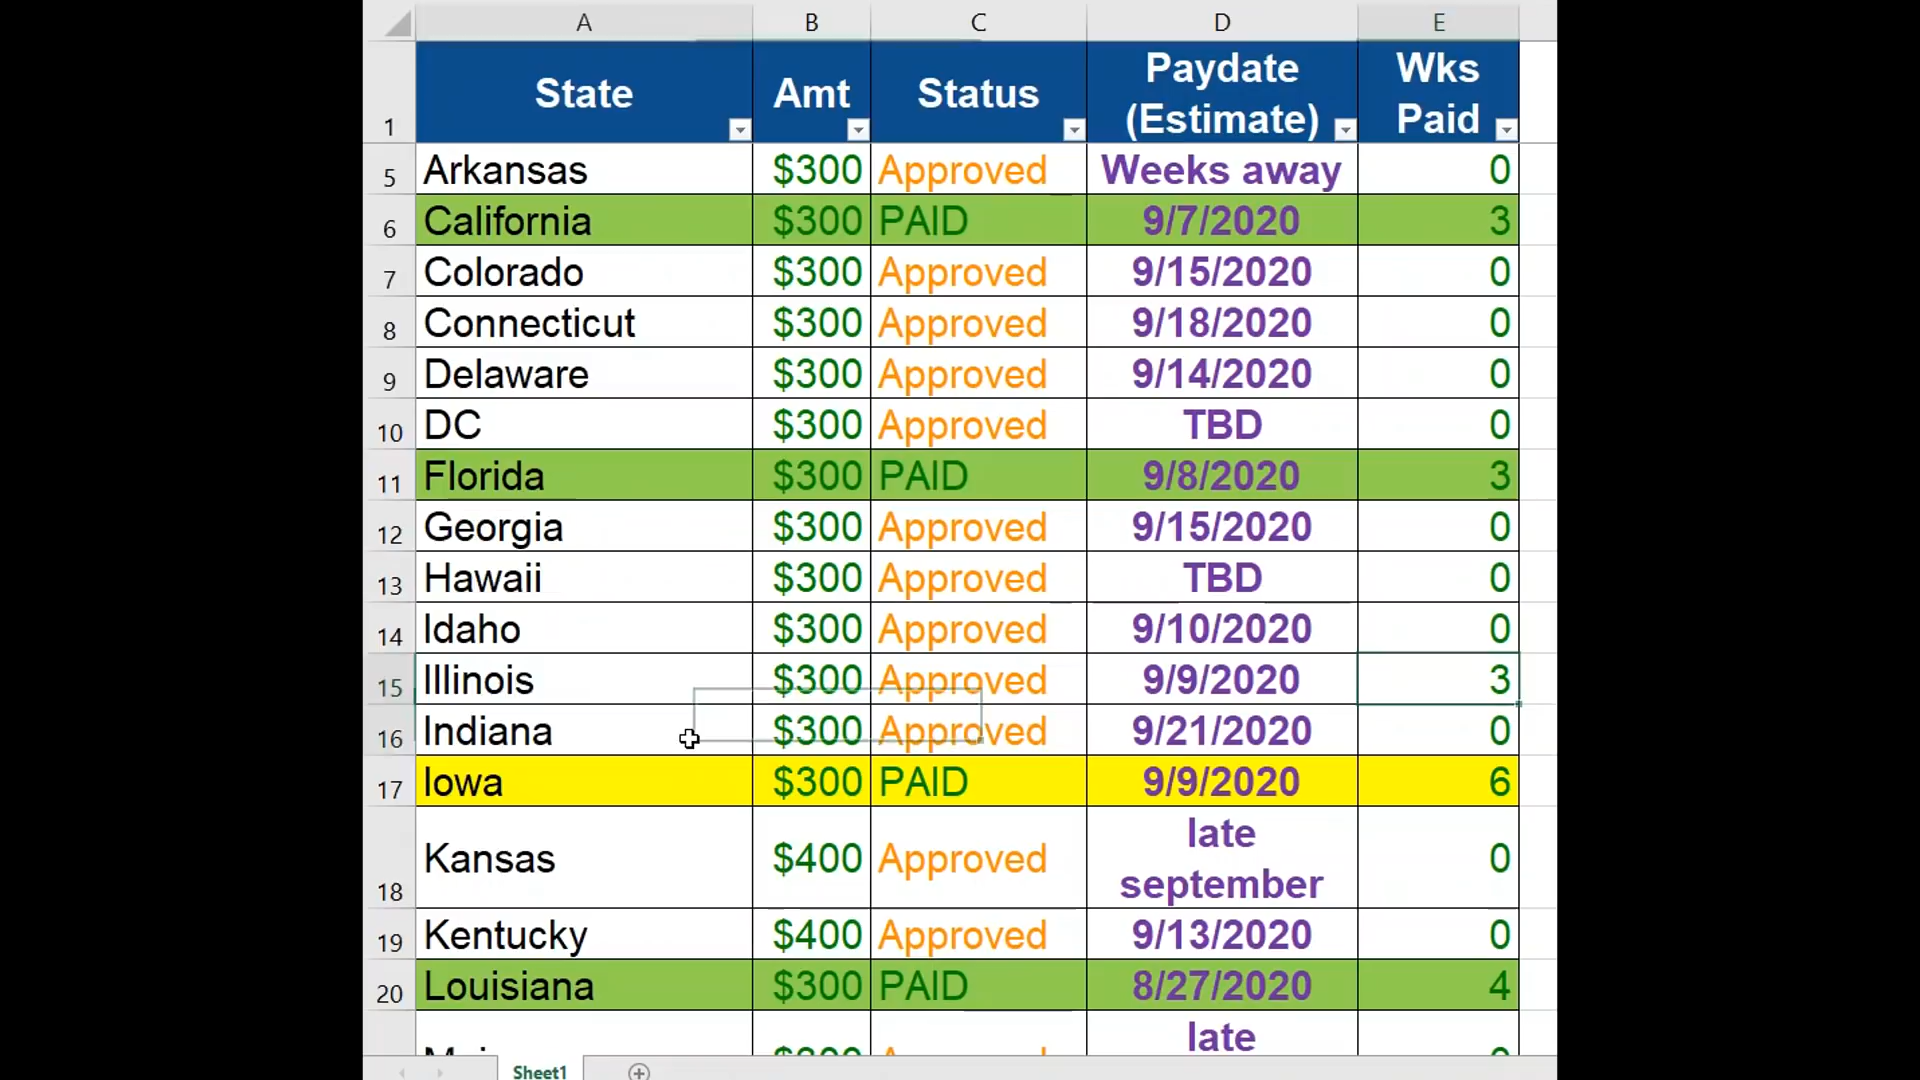 A B C D E
1 State Amt Status Paydate (Estimate) Wks Paid
5 Arkansas $300 Approved Weeks away 0
6 California $300 PAID 9/7/2020 3
7 Colorado $300 Approved 9/15/2020 0
8 Connecticut $300 Approved 9/18/2020 0
9 Delaware $300 Approved 9/14/2020 0
10 DC $300 Approved TBD 0
11 Florida $300 PAID 9/8/2020 3
12 Georgia $300 Approved 9/15/2020 0
13 Hawaii $300 Approved TBD 0
14 Idaho $300 Approved 9/10/2020 0
15 Illinois $300 Approved 9/9/2020 3
16 Indiana $300 Approved 9/21/2020 0
17 Iowa $300 PAID 9/9/2020 6
18 Kansas $400 Approved late september 0
19 Kentucky $400 Approved 9/13/2020 0
20 Louisiana $300 PAID 8/27/2020 4
late
Sheet1